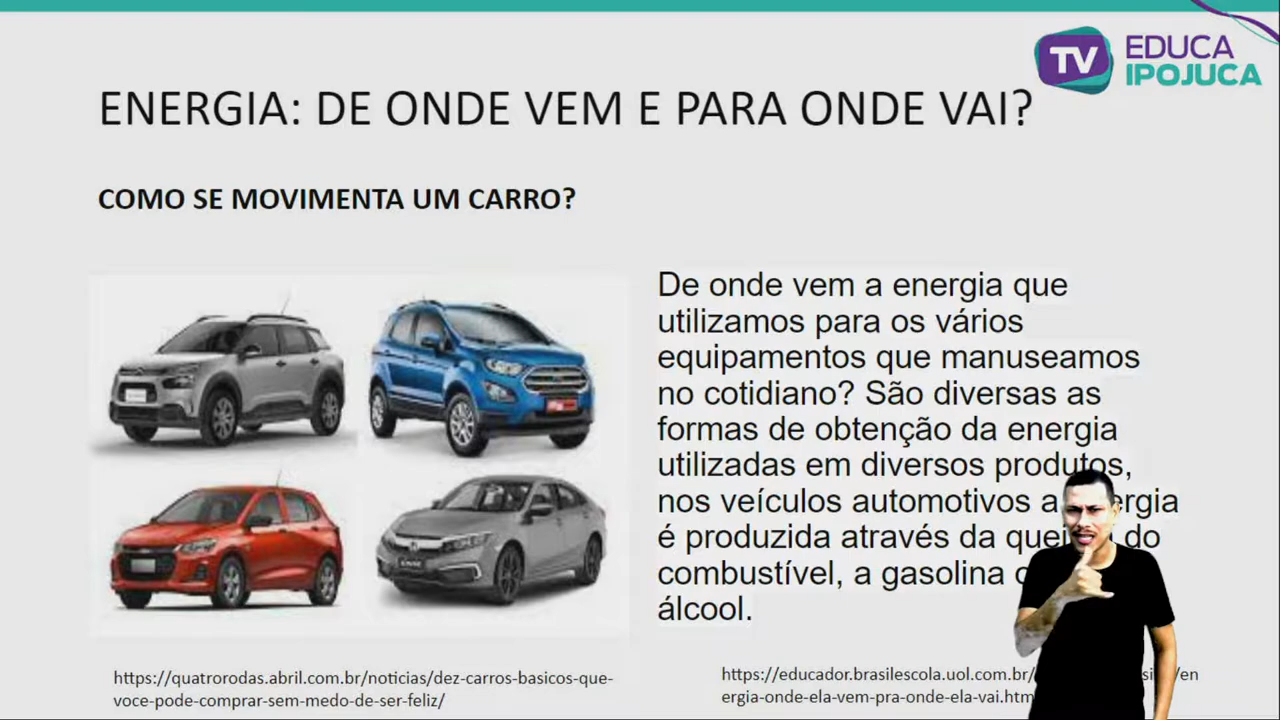 TV EDUCA
IPOJUCA
ENERGIA: DE ONDE VEM E PARA ONDE VAI?
COMO SE MOVIMENTA UM CARRO?
De onde vem a energia que
utilizamos para os vários
equipamentos que manuseamos
no cotidiano? São diversas as
formas de obtenção da energia
utilizadas em diversos produtos,
nos veículos automotivos a
é produzida através da do
combustível, a gasolina
álcool.
https://quatrorodas.abril.com.br/noticias/dez-carros-basicos-que-
voce-pode-comprar-sem-medo-de-ser-feliz/
https://educador.brasilescola.uol.com.br/
ergia-onde-ela-vem-pra-onde-ela-vai.htm